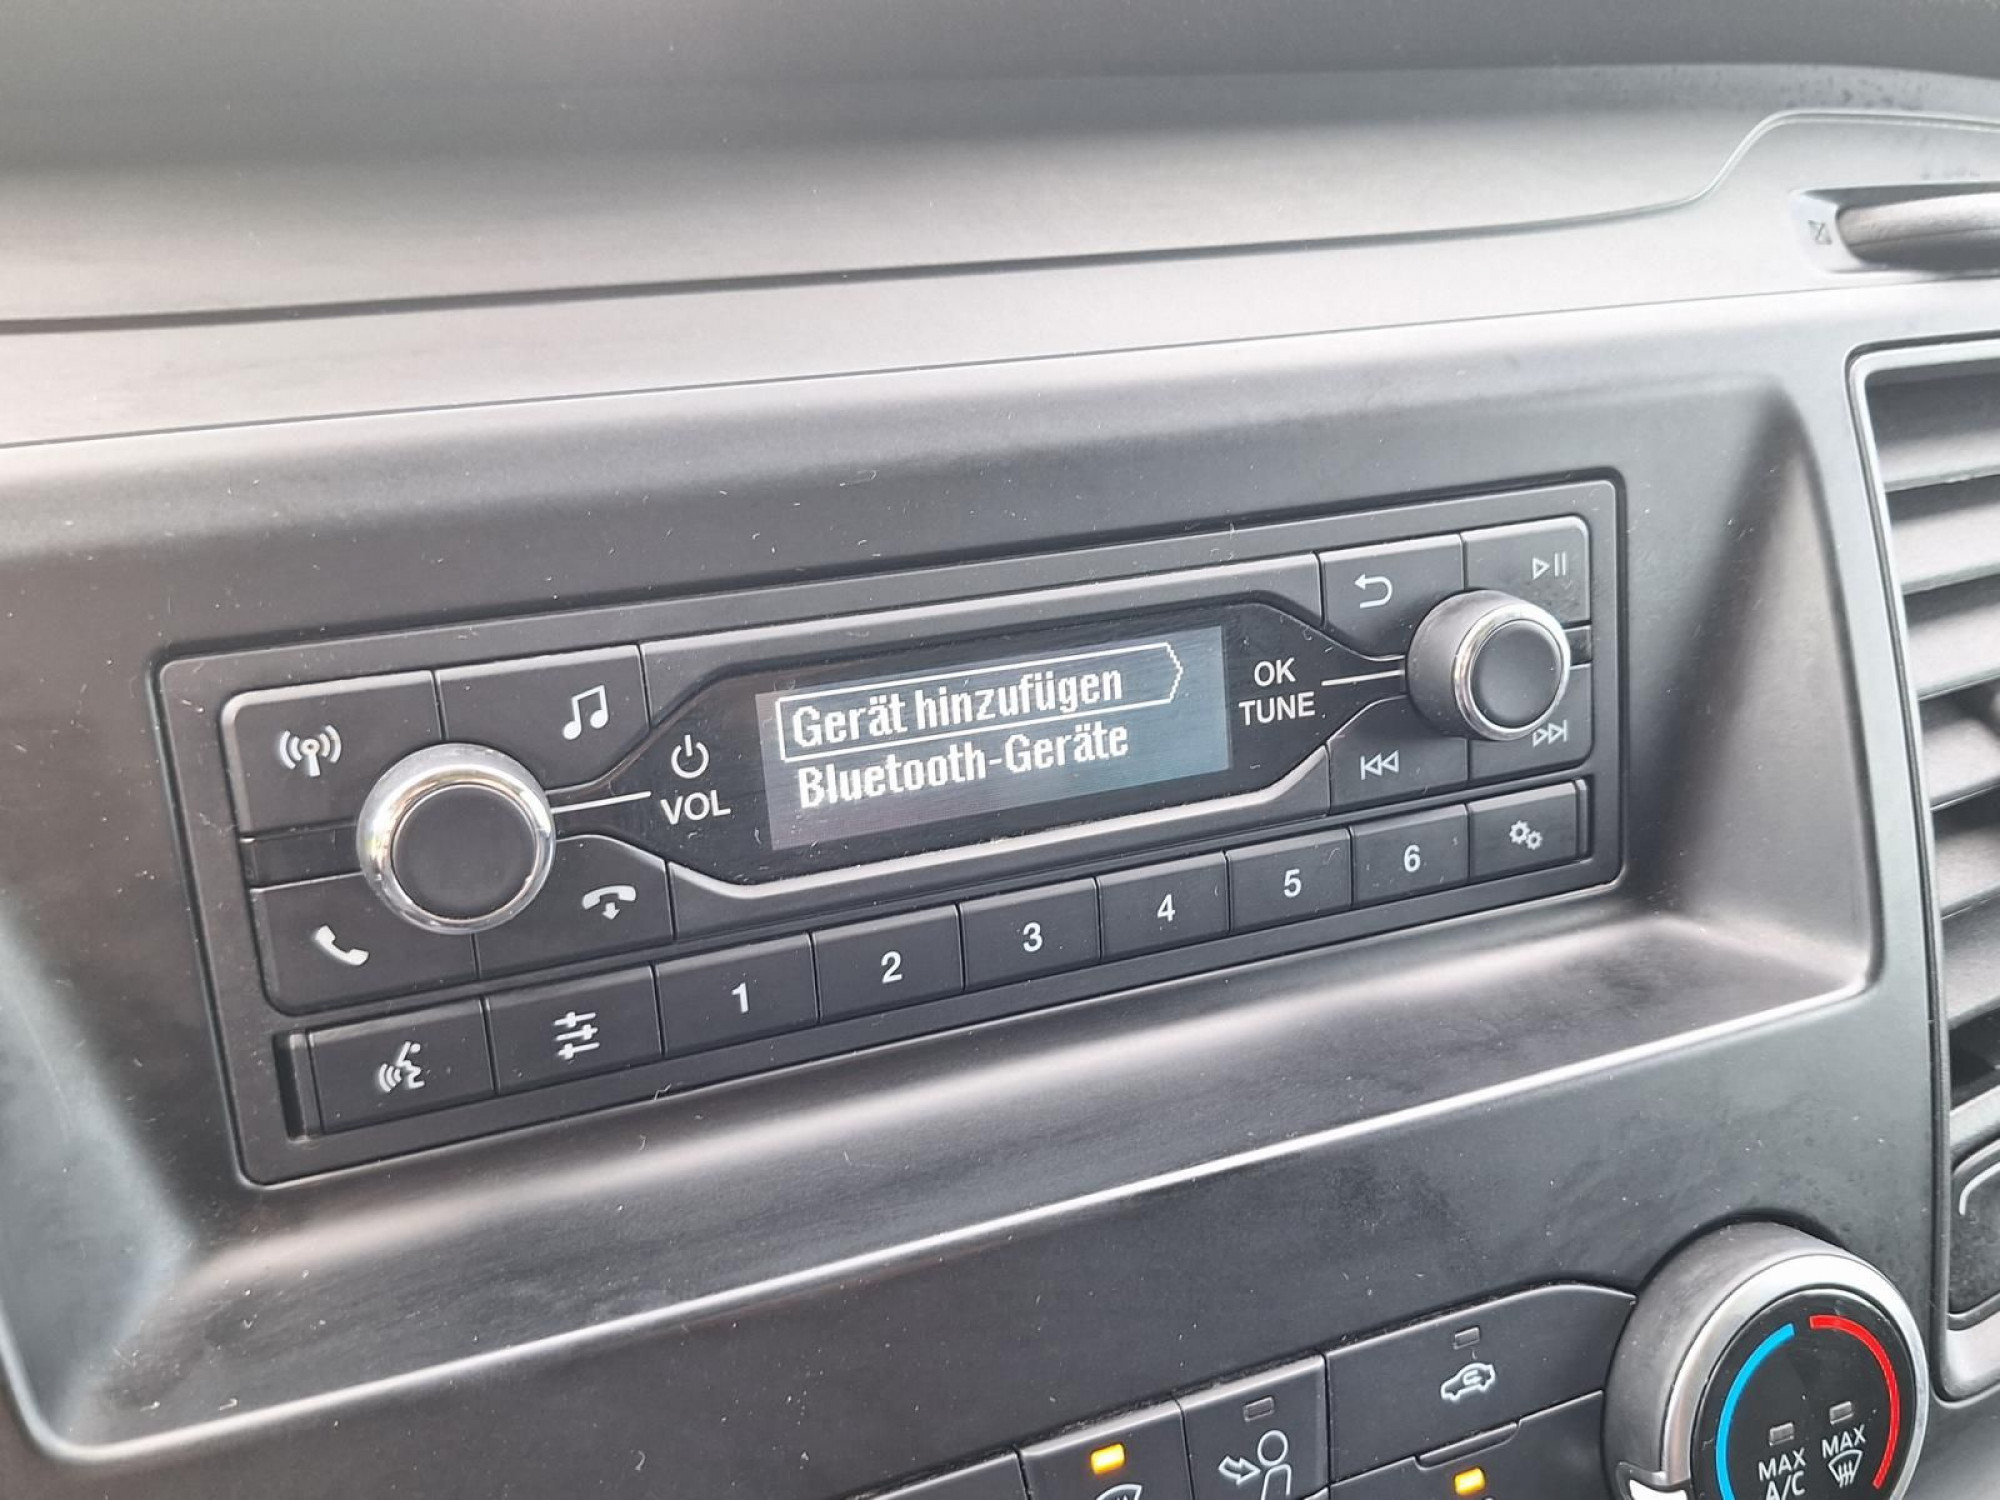 Gerät hinzufügen
Bluetooth-Geräte
VOL
OK
TUNE
1 2 3 4 5 6
MAX
A/C
MAX